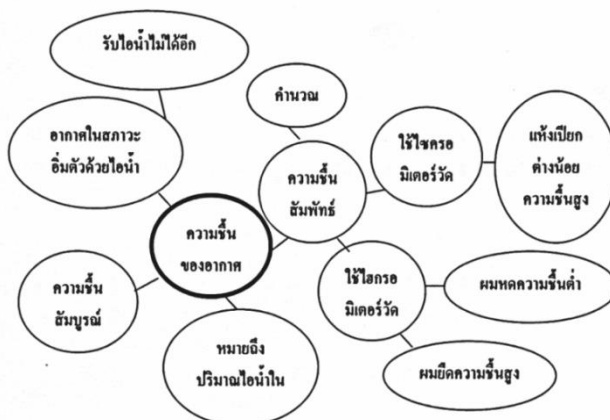 รับไอน้ำไม่ได้อีก
อากาศในสภาวะ
อิ่มตัวด้วยไอน้ำ
คำนวณ
ความชื้น
สัมพัทธ์
ใช้ไซครอ
มิเตอร์วัด
แห้งเปียก
ต่างน้อย
ความชื้นสูง
ความชื้น
ของอากาศ
ความชื้น
สัมบูรณ์
หมายถึง
ปริมาณไอน้ำใน
ใช้ไฮกรอ
มิเตอร์วัด
ผมหดความชื้นต่ำ
ผมยืดความชื้นสูง